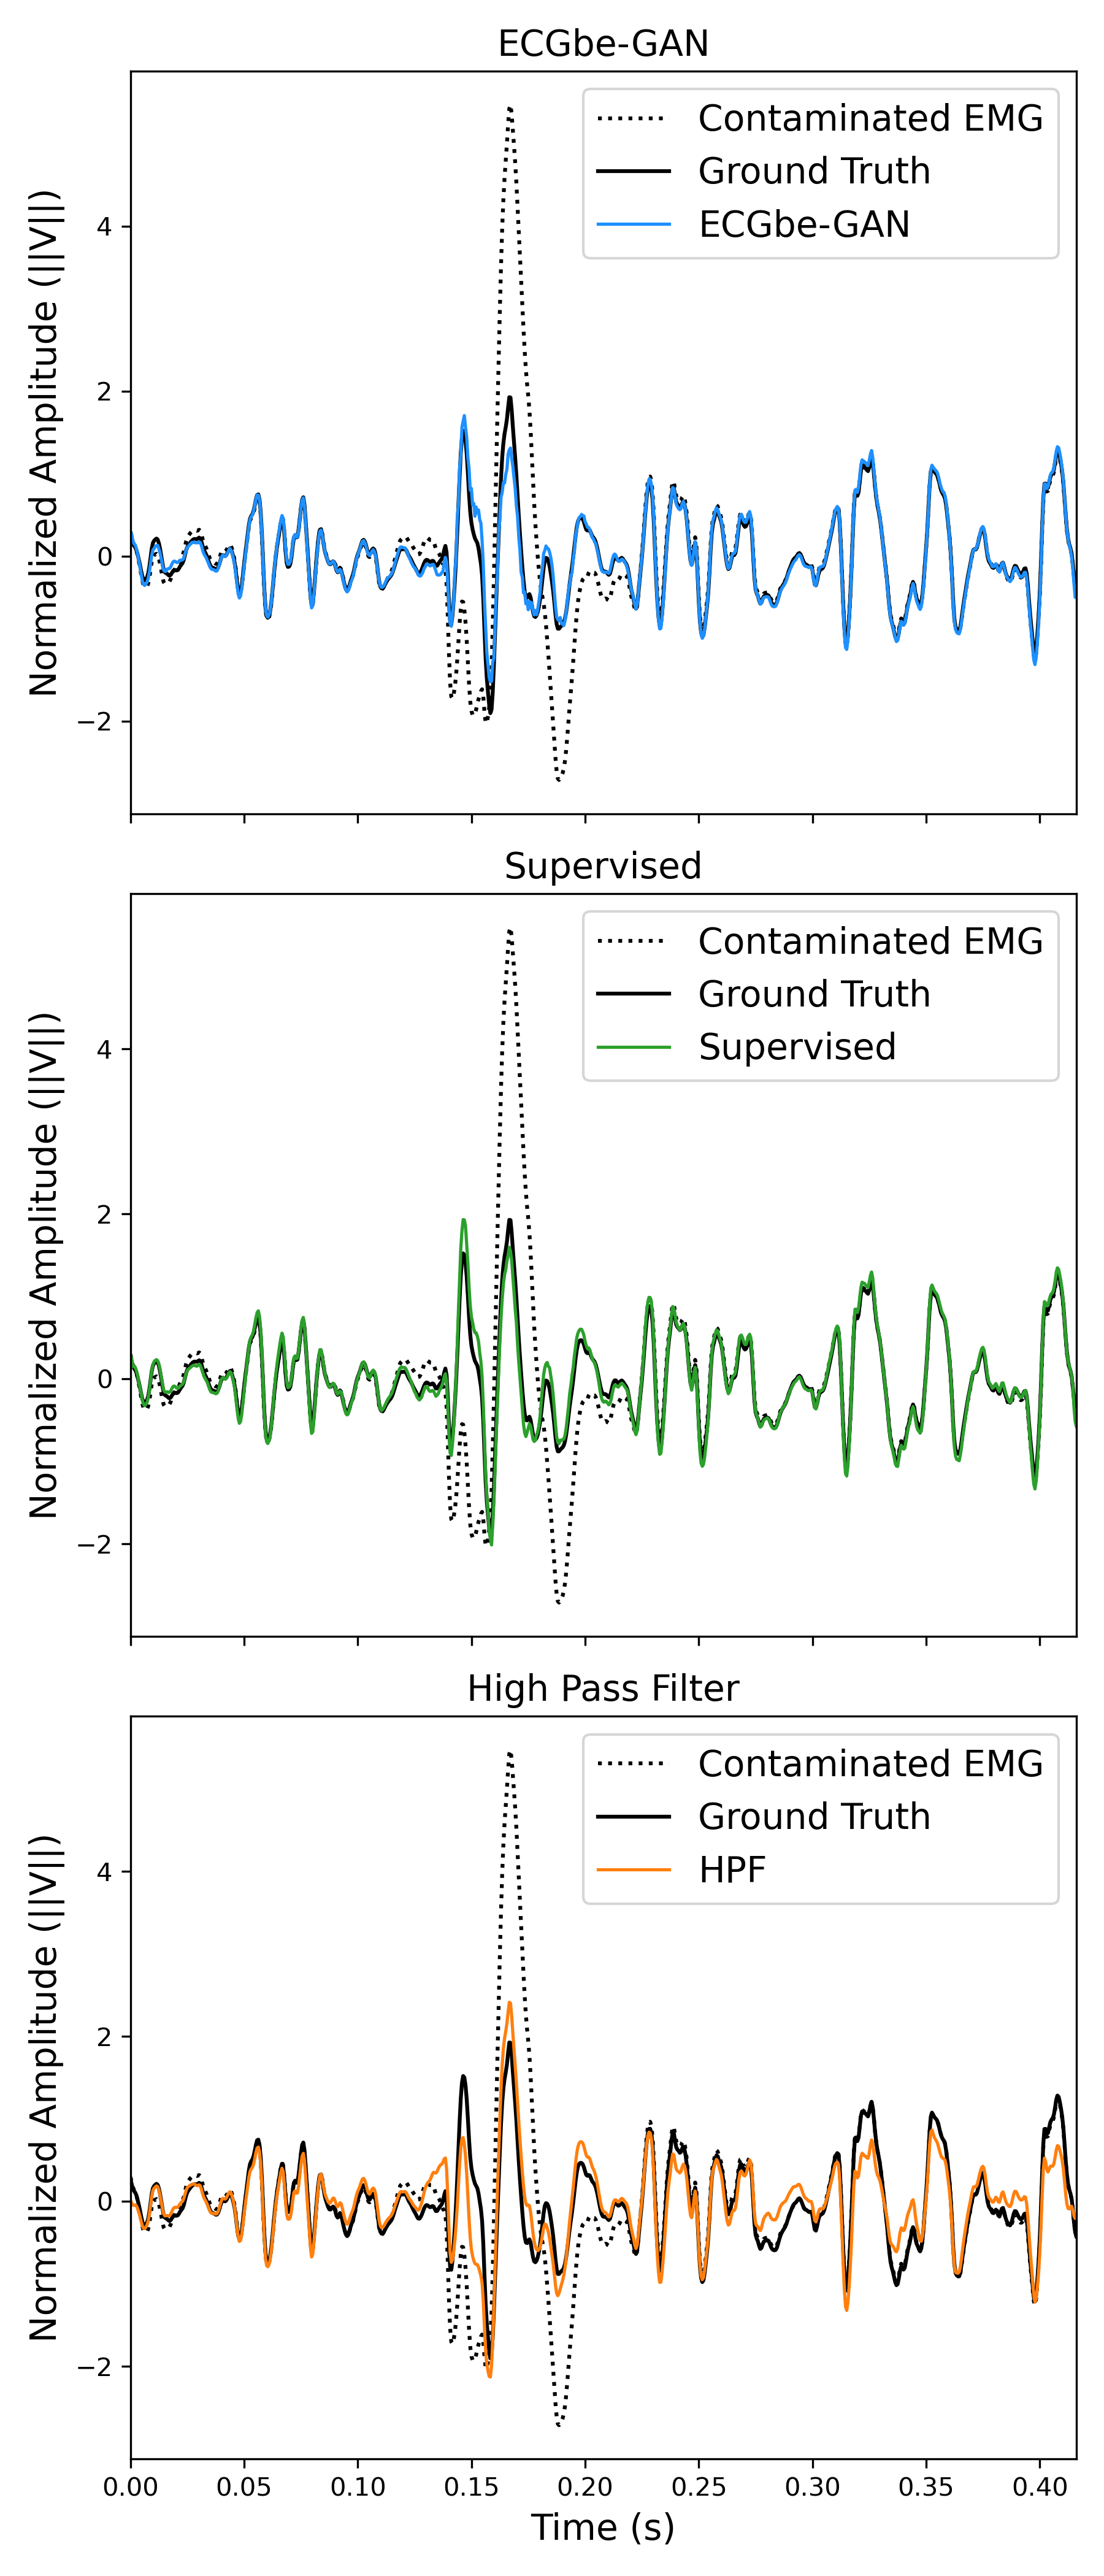 ECGbe-GAN
Contaminated EMG
Ground Truth
ECGbe-GAN
Normalized Amplitude (||V||)
4
2
0
−2
Supervised
Contaminated EMG
Ground Truth
Supervised
Normalized Amplitude (||V||)
4
2
0
−2
High Pass Filter
Contaminated EMG
Ground Truth
HPF
Normalized Amplitude (||V||)
4
2
0
−2
0.00 0.05 0.10 0.15 0.20 0.25 0.30 0.35 0.40
Time (s)